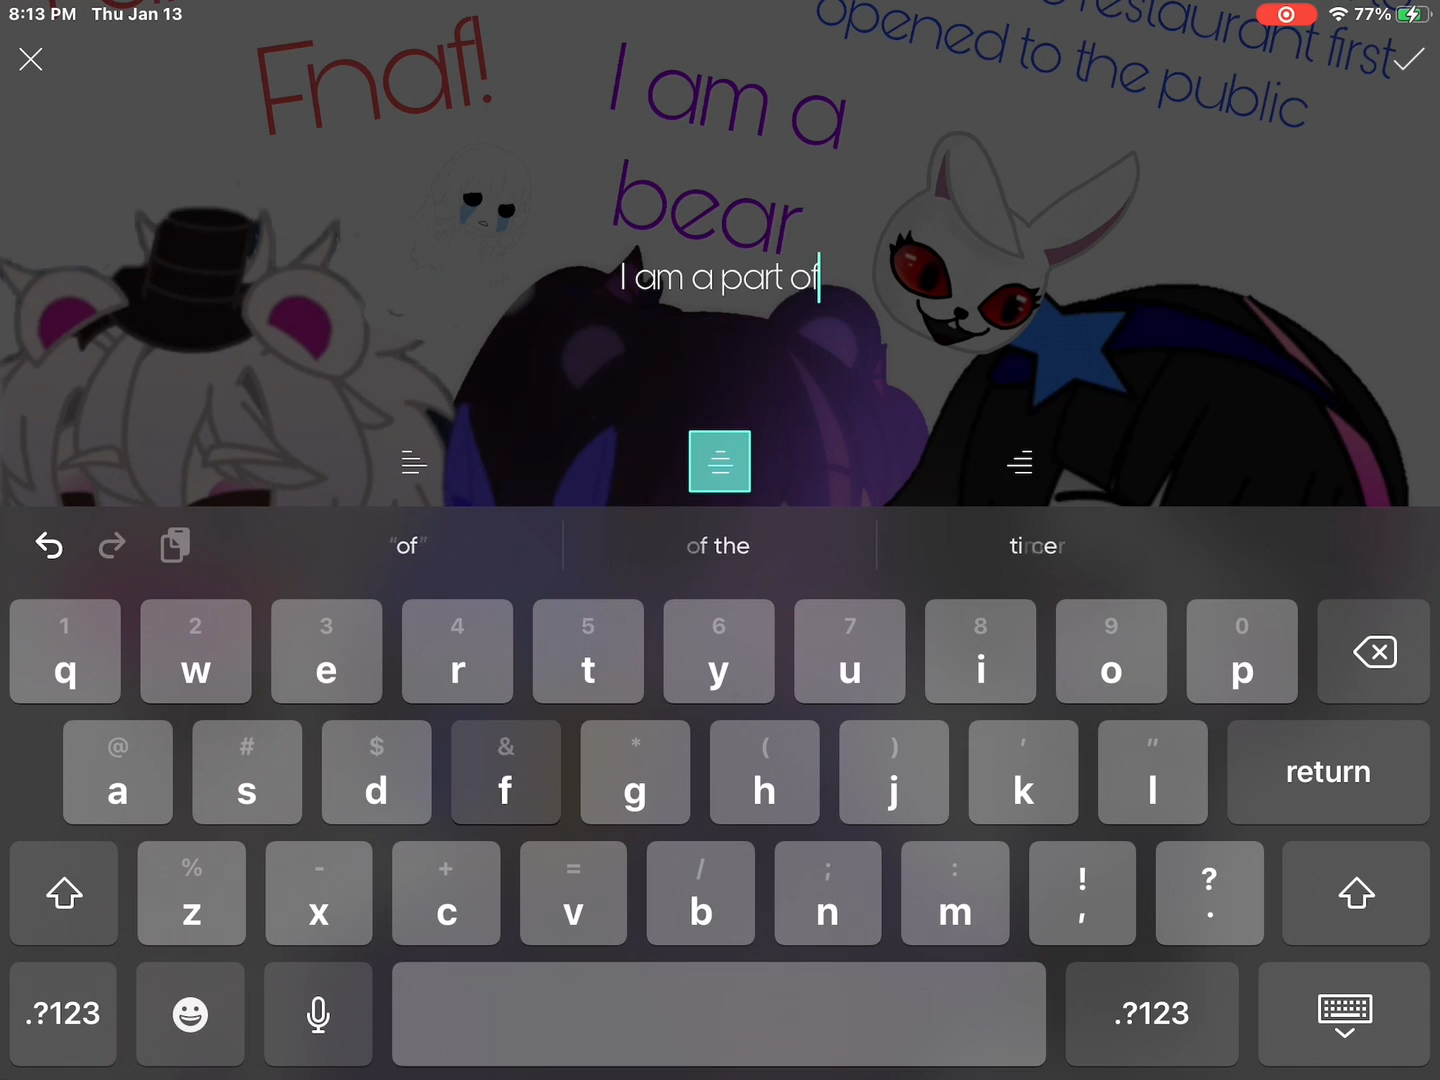 8:13 PM Thu Jan 13
77%
restaurant first
opened to the public
Fnaf!
I am a
bear
I am a part of
"of" of the
1 2 3 4 5 6 7 8 9 0
q w e r t y u i o p
@ # $ & * ( ) ' "
a s d f g h j k l return
% - + = / ; : ! ?
z x c v b n m , .
.?123 .?123